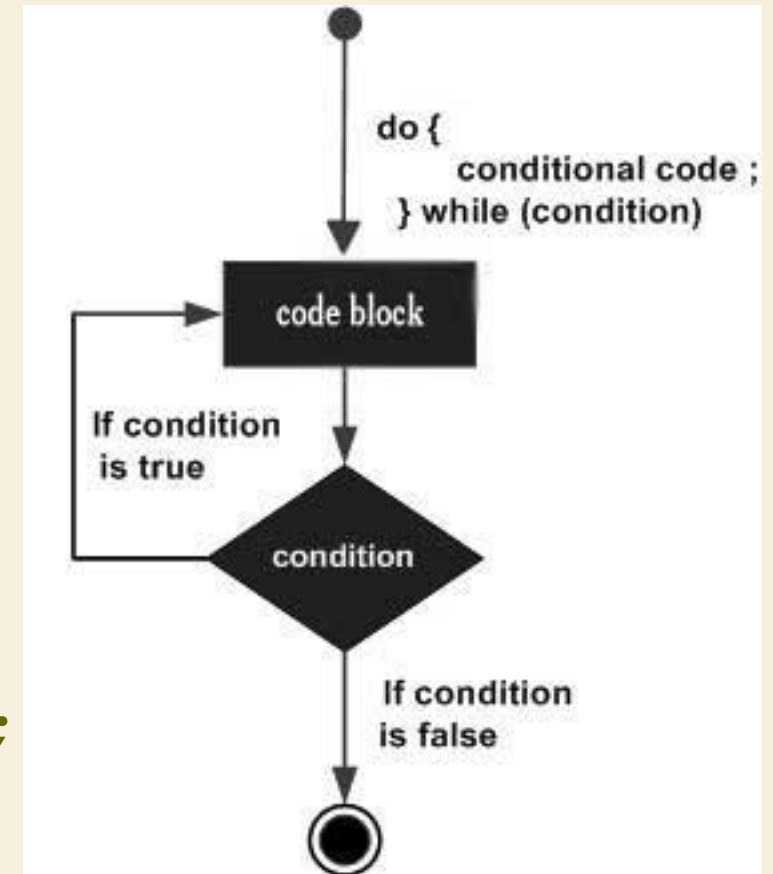 do {
conditional code ;
} while (condition)
code block
If condition
is true
condition
If condition
is false
;